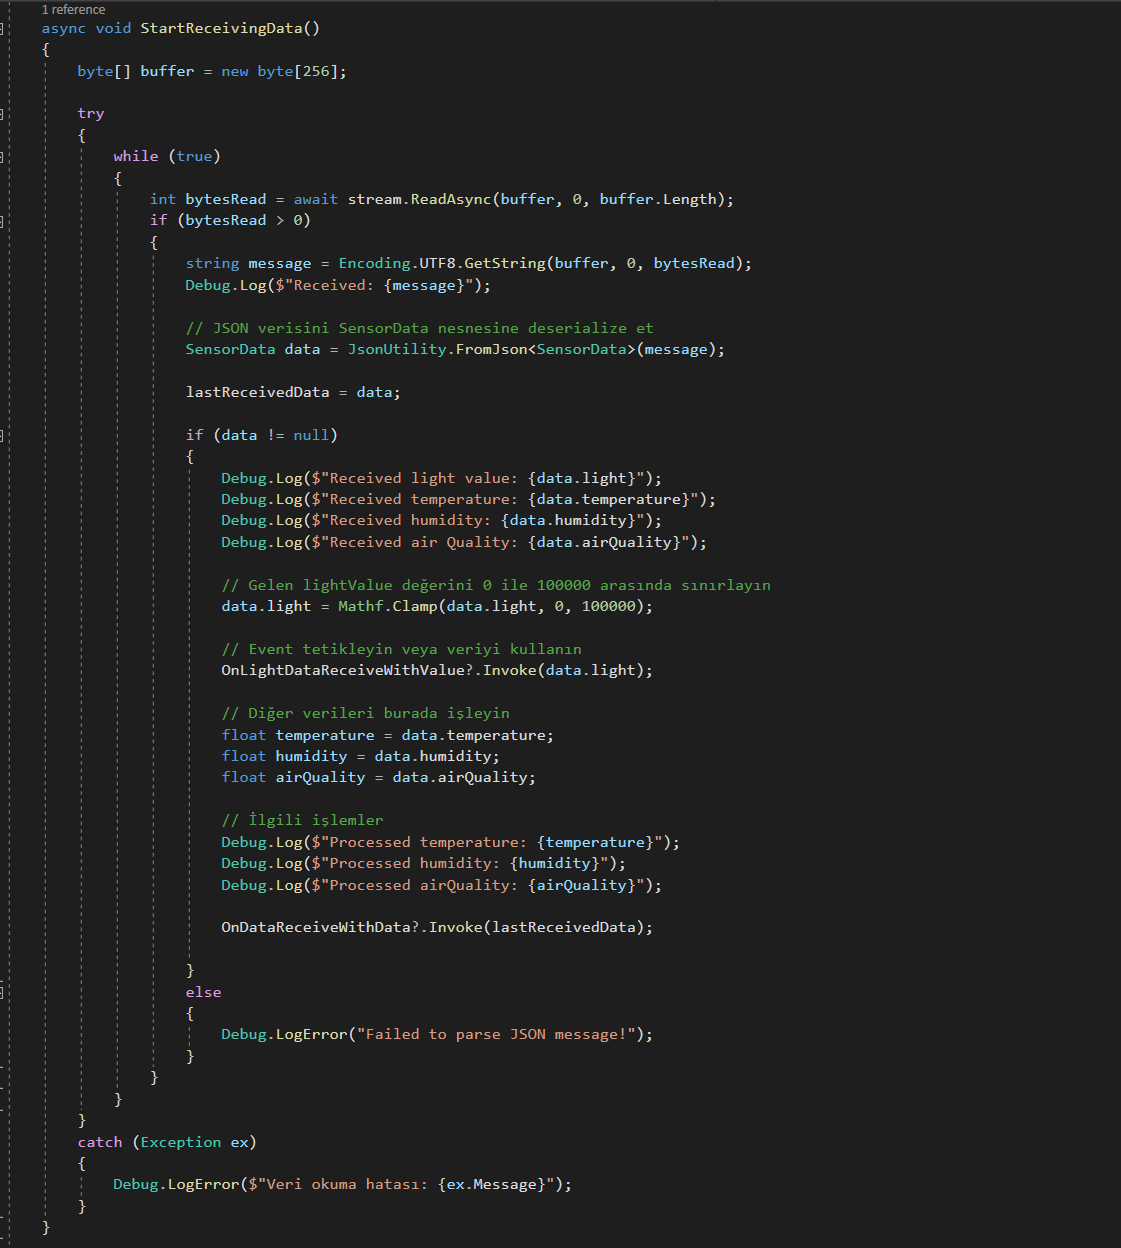 1 reference
async void StartReceivingData()
{
byte[] buffer = new byte[256];
try
{
while (true)
{
int bytesRead = await stream.ReadAsync(buffer, 0, buffer.Length);
if (bytesRead > 0)
{
string message = Encoding.UTF8.GetString(buffer, 0, bytesRead);
Debug.Log($"Received: {message}");
// JSON verisini SensorData nesnesine deserialize et
SensorData data = JsonUtility.FromJson<SensorData>(message);
lastReceivedData = data;
if (data != null)
{
Debug.Log($"Received light value: {data.light}");
Debug.Log($"Received temperature: {data.temperature}");
Debug.Log($"Received humidity: {data.humidity}");
Debug.Log($"Received air Quality: {data.airQuality}");
// Gelen lightValue değerini 0 ile 100000 arasında sınırlayın
data.light = Mathf.Clamp(data.light, 0, 100000);
// Event tetikleyin veya veriyi kullanın
OnLightDataReceiveWithValue?.Invoke(data.light);
// Diğer verileri burada işleyin
float temperature = data.temperature;
float humidity = data.humidity;
float airQuality = data.airQuality;
// İlgili işlemler
Debug.Log($"Processed temperature: {temperature}");
Debug.Log($"Processed humidity: {humidity}");
Debug.Log($"Processed airQuality: {airQuality}");
OnDataReceiveWithData?.Invoke(lastReceivedData);
}
else
{
Debug.LogError("Failed to parse JSON message!");
}
}
}
}
catch (Exception ex)
{
Debug.LogError($"Veri okuma hatası: {ex.Message}");
}
}